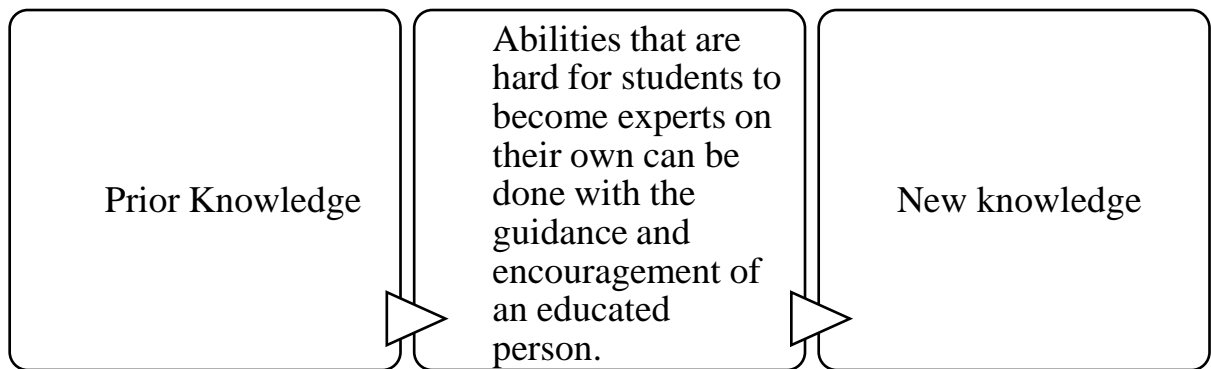 Prior Knowledge
Abilities that are
hard for students to
become experts on
their own can be
done with the
guidance and
encouragement of
an educated
person.
New knowledge